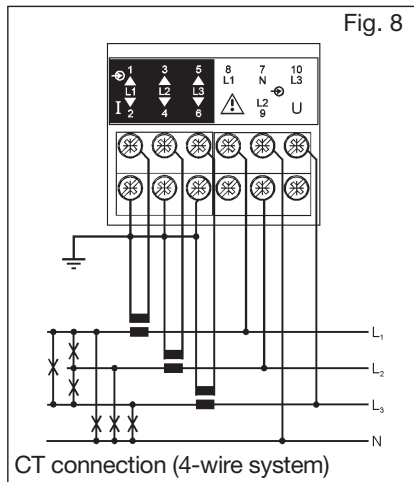 Fig. 8
1 3 5 8 7 10
L1 N L3
L1 L2 L3
I L2 U
2 4 6 9
L1
L2
L3
N
CT connection (4-wire system)